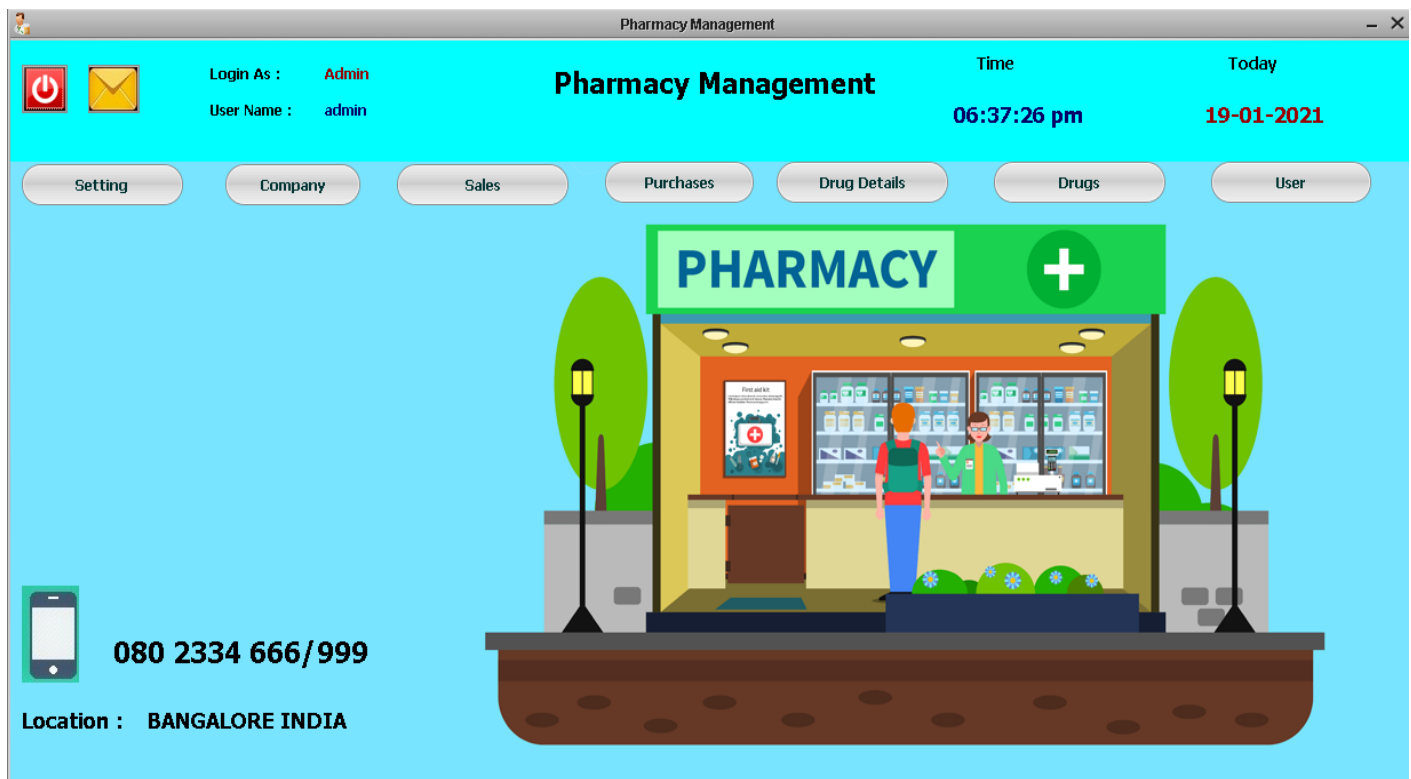 Pharmacy Management
Login As : Admin
User Name : admin
Pharmacy Management
Time
06:37:26 pm
Today
19-01-2021
Setting Company Sales Purchases Drug Details Drugs User
PHARMACY
First aid kit
080 2334 666/999
Location : BANGALORE INDIA